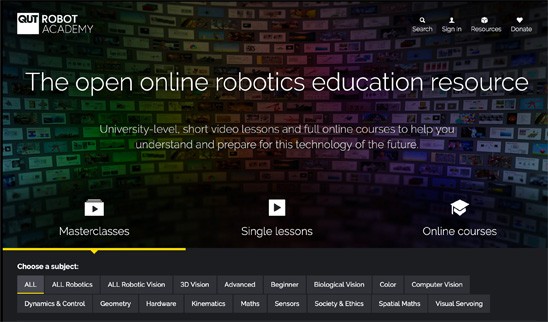 QUT ROBOT
ACADEMY
Search Sign in Resources Donate
The open online robotics education resource
University-level, short video lessons and full online courses to help you
understand and prepare for this technology of the future.
Masterclasses Single lessons Online courses
Choose a subject:
ALL ALL Robotics ALL Robotic Vision 3D Vision Advanced Beginner Biological Vision Color Computer Vision
Dynamics & Control Geometry Hardware Kinematics Maths Sensors Society & Ethics Spatial Maths Visual Servoing